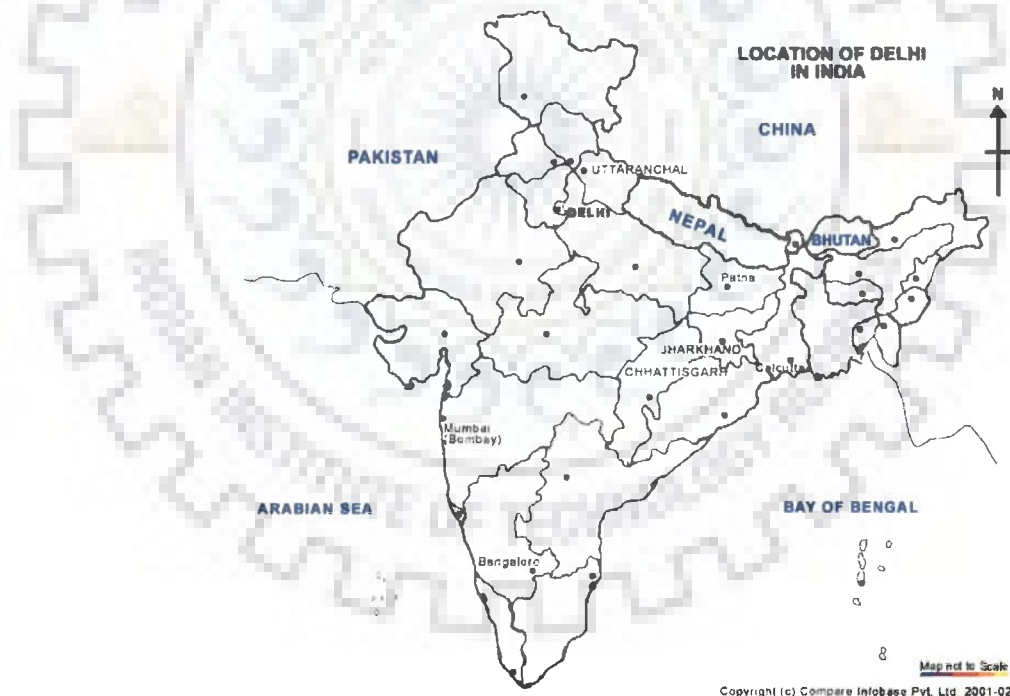 LOCATION OF DELHI
IN INDIA
N
CHINA
PAKISTAN
UTTARANCHAL
DELHI
NEPAL
BHUTAN
Patna
JHARKHAND
CHHATTISGARH
Calcutta
Mumbai
(Bombay)
ARABIAN SEA
BAY OF BENGAL
Bangalore
Map not to Scale
Copyright (c) Compare Infobase Pvt. Ltd. 2001-02